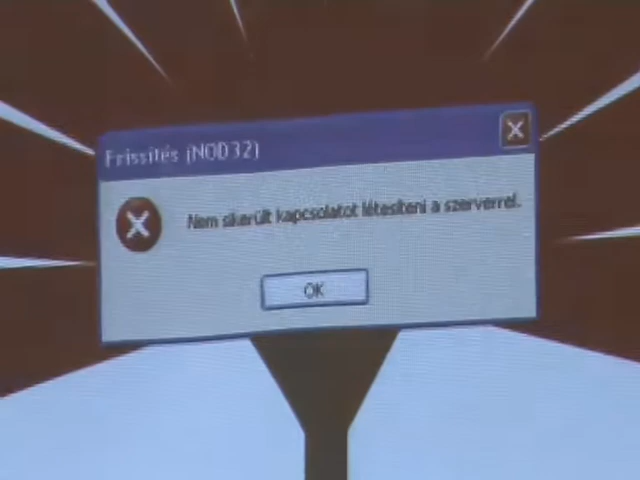 Frissítés (NOD32)
Nem sikerült kapcsolatot létesíteni a szerverrel.
OK